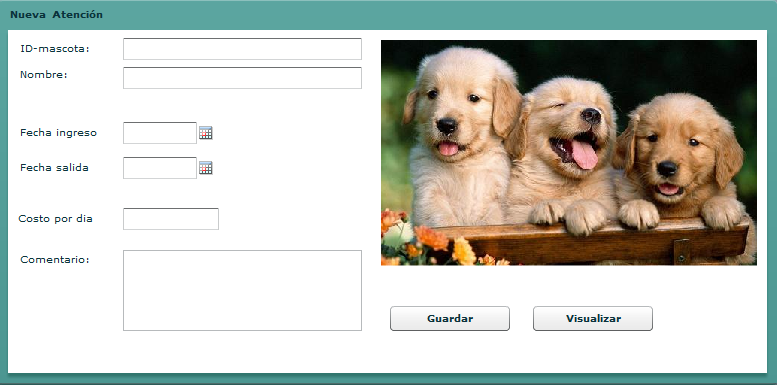 Nueva Atención
ID-mascota:
Nombre:
Fecha ingreso
Fecha salida
Costo por dia
Comentario:
Guardar
Visualizar